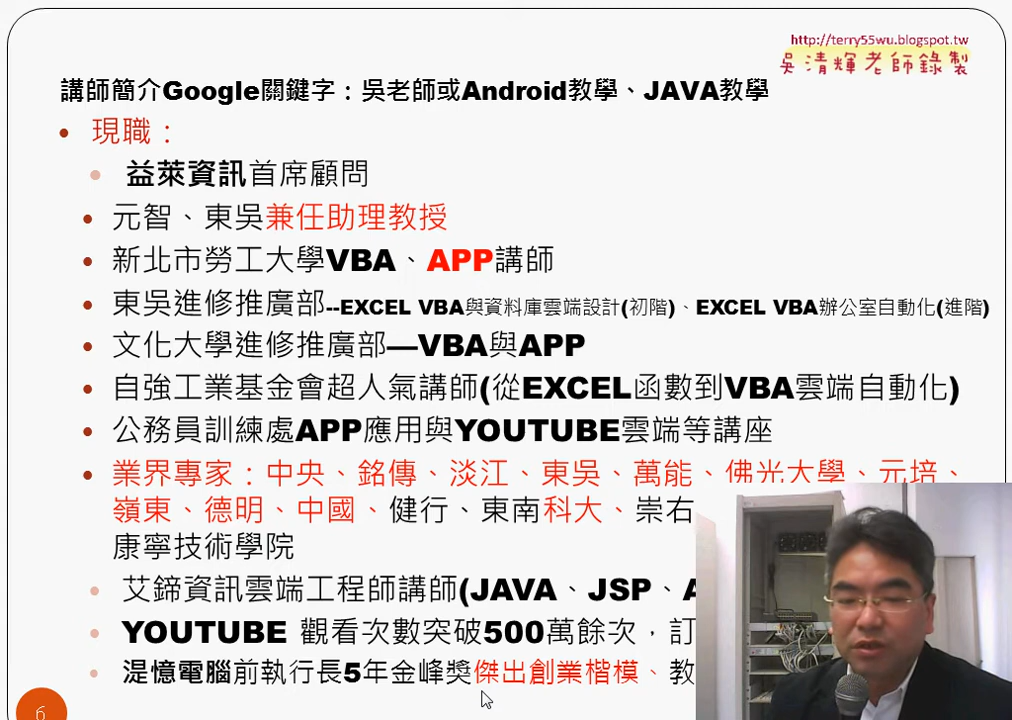 http://terry55wu.blogspot.tw
吳清輝老師錄製
講師簡介Google關鍵字：吳老師或Android教學、JAVA教學
• 現職：
• 益萊資訊首席顧問
• 元智、東吳兼任助理教授
• 新北市勞工大學VBA、APP講師
• 東吳進修推廣部--EXCEL VBA與資料庫雲端設計(初階)、EXCEL VBA辦公室自動化(進階)
• 文化大學進修推廣部—VBA與APP
• 自強工業基金會超人氣講師(從EXCEL函數到VBA雲端自動化)
• 公務員訓練處APP應用與YOUTUBE雲端等講座
• 業界專家：中央、銘傳、淡江、東吳、萬能、佛光大學、元培、
嶺東、德明、中國、健行、東南科大、崇右
康寧技術學院
• 艾鍗資訊雲端工程師講師(JAVA、JSP、
• YOUTUBE 觀看次數突破500萬餘次，訂
• 湜憶電腦前執行長5年金峰獎傑出創業楷模、教
6